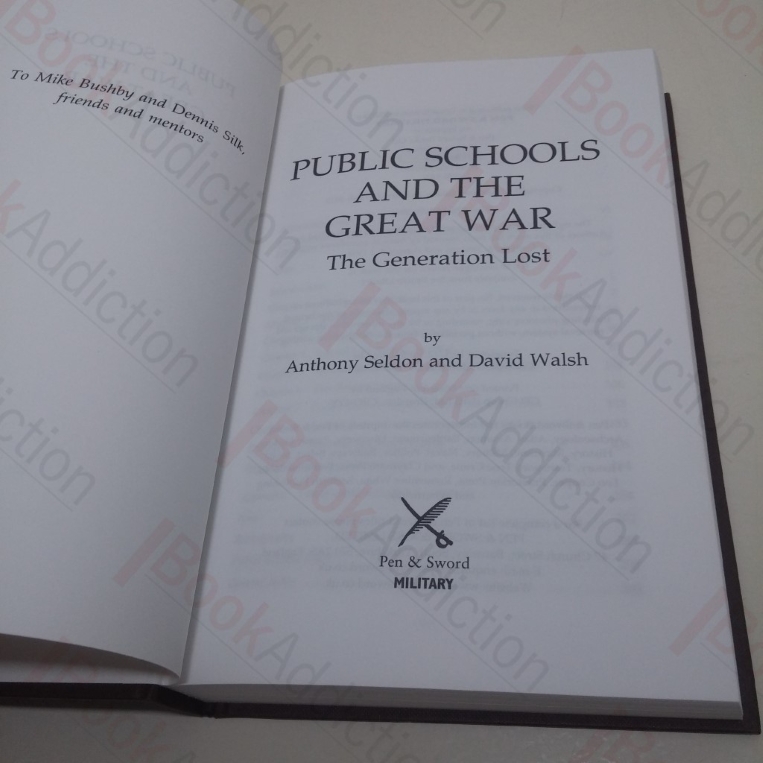 To Mike Bushby and Dennis Silk,
friends and mentors
PUBLIC SCHOOLS
AND THE
GREAT WAR
The Generation Lost
by
Anthony Seldon and David Walsh
Pen & Sword
MILITARY
BookAddiction